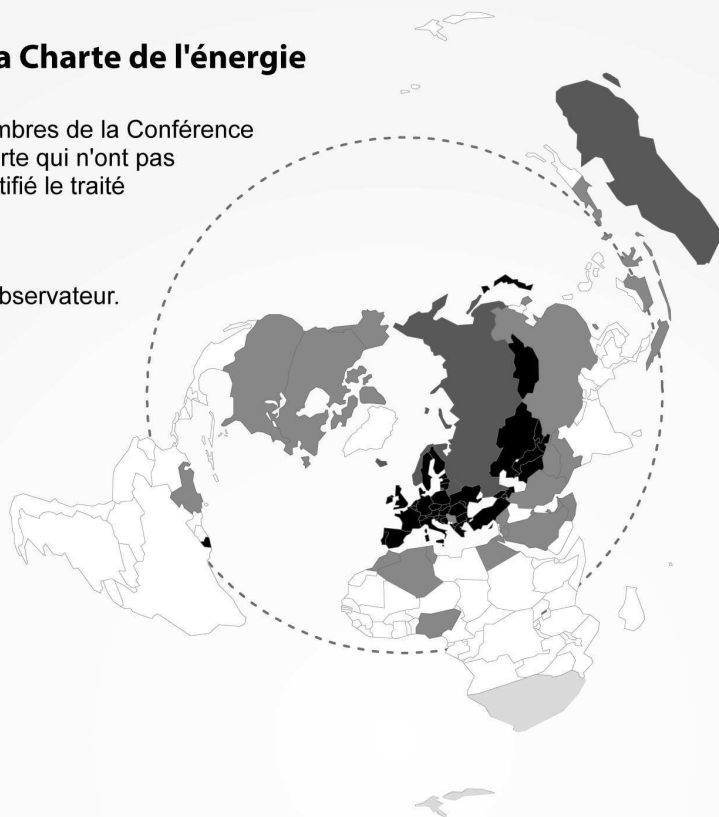 a Charte de l'énergie
mbres de la Conférence
rte qui n'ont pas
tifié le traité
bservateur.